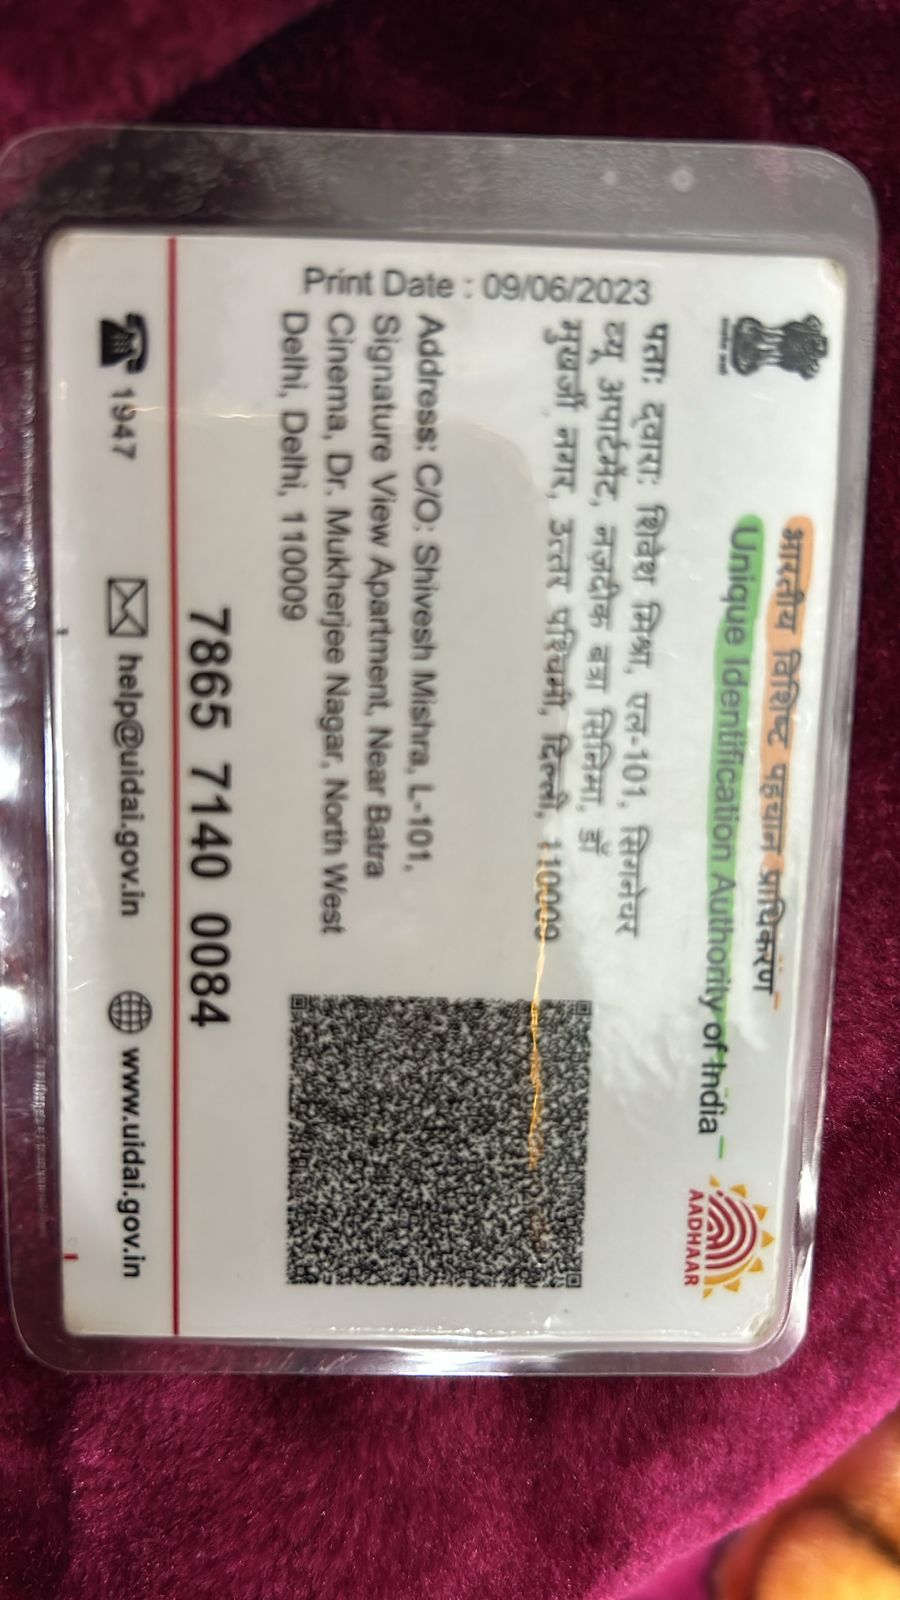 भारतीय विशिष्ट पहचान प्राधिकरण
Unique Identification Authority of India
AADHAAR
Print Date : 09/06/2023
पता: द्वारा: शिवेश मिश्रा, एल-101, सिगनेचर
व्यू अपार्टमेंट, नज़दीक बत्रा सिनिमा, डॉ
मुखर्जी नगर, उत्तर पश्चिमी, दिल्ली, 110009
Address: C/O: Shivesh Mishra, L-101,
Signature View Apartment, Near Batra
Cinema, Dr. Mukherjee Nagar, North West
Delhi, Delhi, 110009
7865 7140 0084
1947
help@uidai.gov.in
www.uidai.gov.in